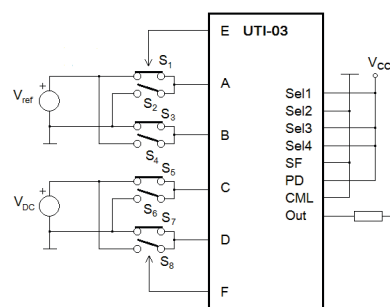 E UTI-03
S1
VCC
A
Sel1
Vref
S2
S3
Sel2
B
Sel3
S4
Sel4
S5
SF
C
PD
CML
VDC
S6
S7
Out
D
S8
F